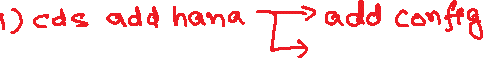 1) cds add hana → add config